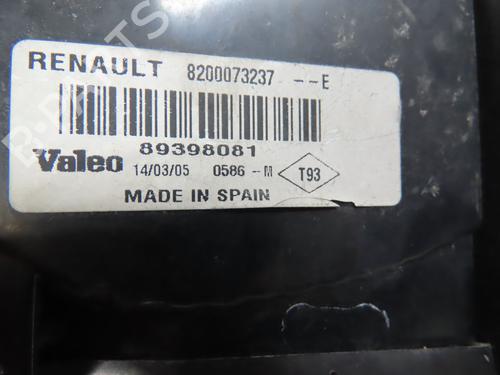 RENAULT 8200073237 --E
89398081
Valeo 14/03/05 0586-M T93
MADE IN SPAIN